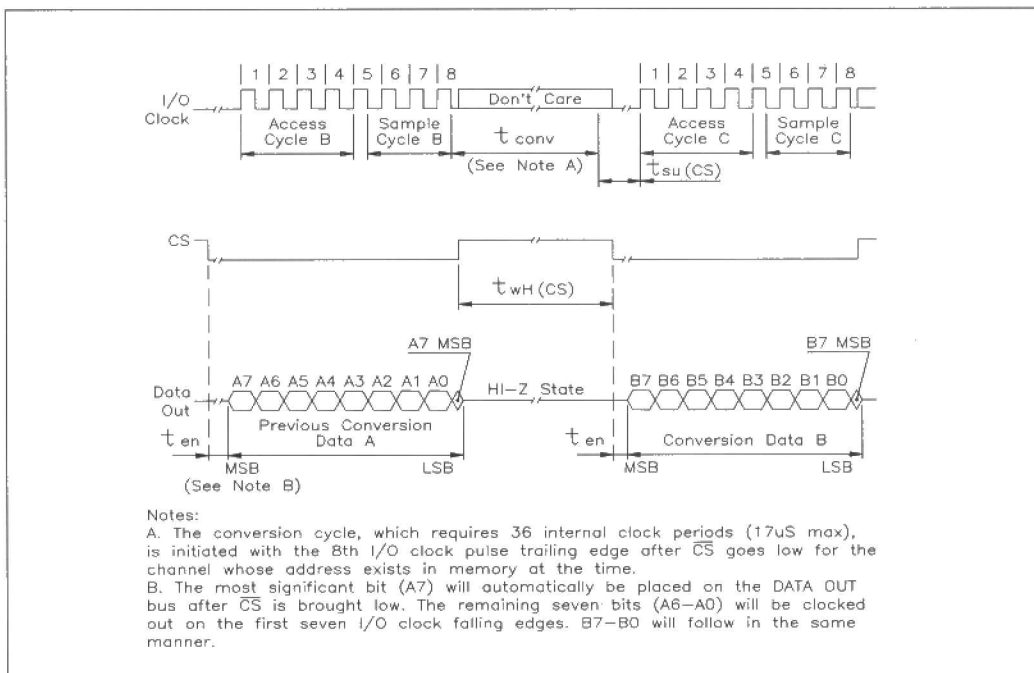 1 2 3 4 5 6 7 8
1 2 3 4 5 6 7 8
I/O
Clock
Don't Care
Access
Cycle B
Sample
Cycle B
t conv
(See Note A)
Access
Cycle C
Sample
Cycle C
tsu(CS)
CS
twH(CS)
A7 MSB
B7 MSB
Data
Out
A7 A6 A5 A4 A3 A2 A1 A0
HI-Z State
B7 B6 B5 B4 B3 B2 B1 B0
Previous Conversion
Data A
Conversion Data B
ten
ten
MSB
LSB
MSB
LSB
(See Note B)
Notes:
A. The conversion cycle, which requires 36 internal clock periods (17uS max),
is initiated with the 8th I/O clock pulse trailing edge after C̅S̅ goes low for the
channel whose address exists in memory at the time.
B. The most significant bit (A7) will automatically be placed on the DATA OUT
bus after C̅S̅ is brought low. The remaining seven bits (A6-A0) will be clocked
out on the first seven I/O clock falling edges. B7-B0 will follow in the same
manner.